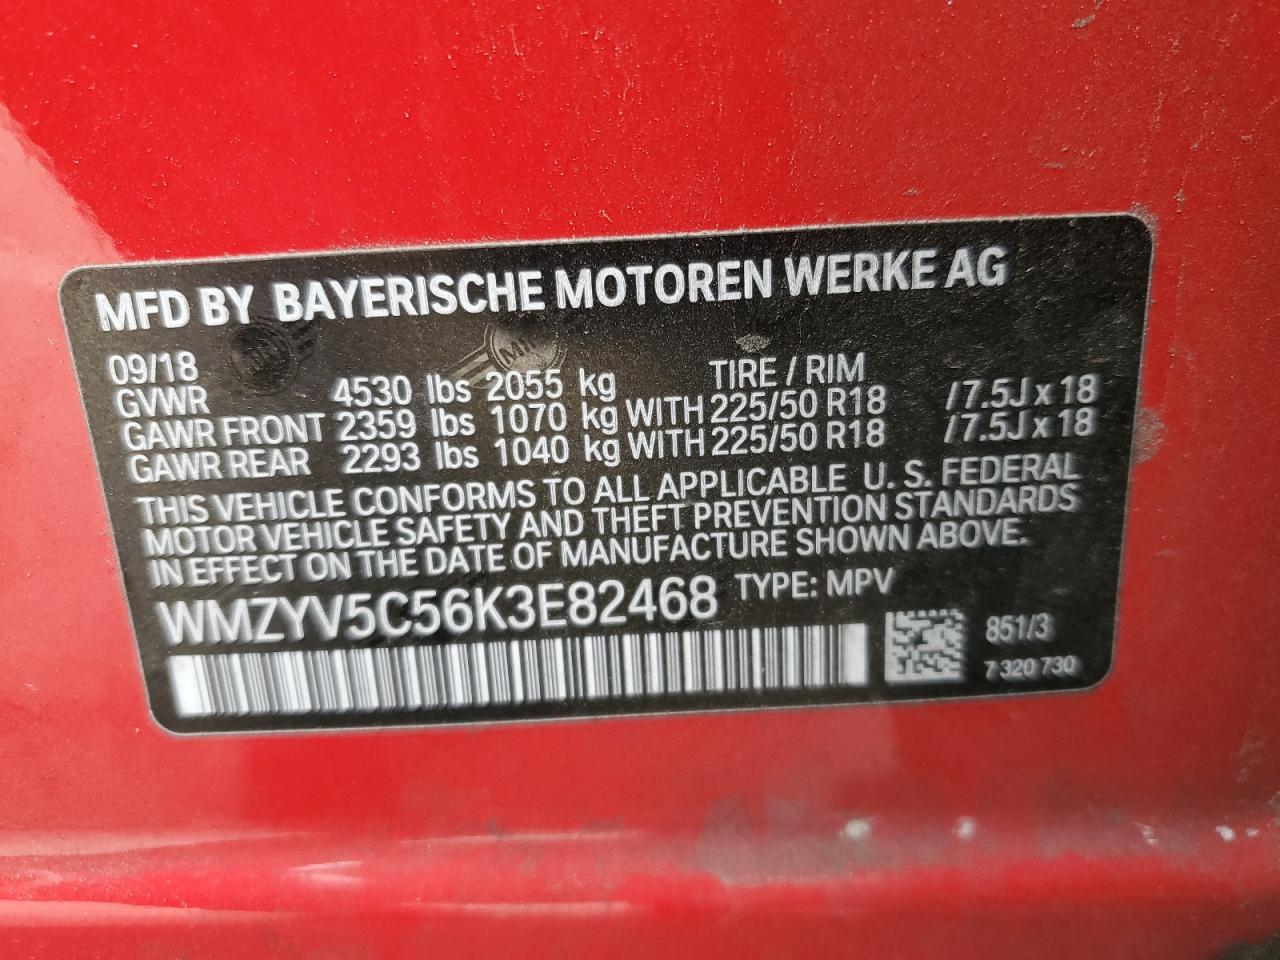 MFD BY BAYERISCHE MOTOREN WERKE AG
09/18 TIRE / RIM
GVWR 4530 lbs 2055 kg
GAWR FRONT 2359 lbs 1070 kg WITH 225/50 R18 /7.5J x 18
GAWR REAR 2293 lbs 1040 kg WITH 225/50 R18 /7.5J x 18
THIS VEHICLE CONFORMS TO ALL APPLICABLE U. S. FEDERAL
MOTOR VEHICLE SAFETY AND THEFT PREVENTION STANDARDS
IN EFFECT ON THE DATE OF MANUFACTURE SHOWN ABOVE.
WMZYV5C56K3E82468 TYPE: MPV
851/3
7 320 730